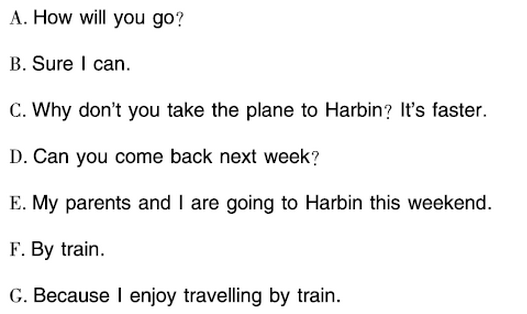 A. How will you go?
B. Sure I can.
C. Why don't you take the plane to Harbin? It's faster.
D. Can you come back next week?
E. My parents and I are going to Harbin this weekend.
F. By train.
G. Because I enjoy travelling by train.